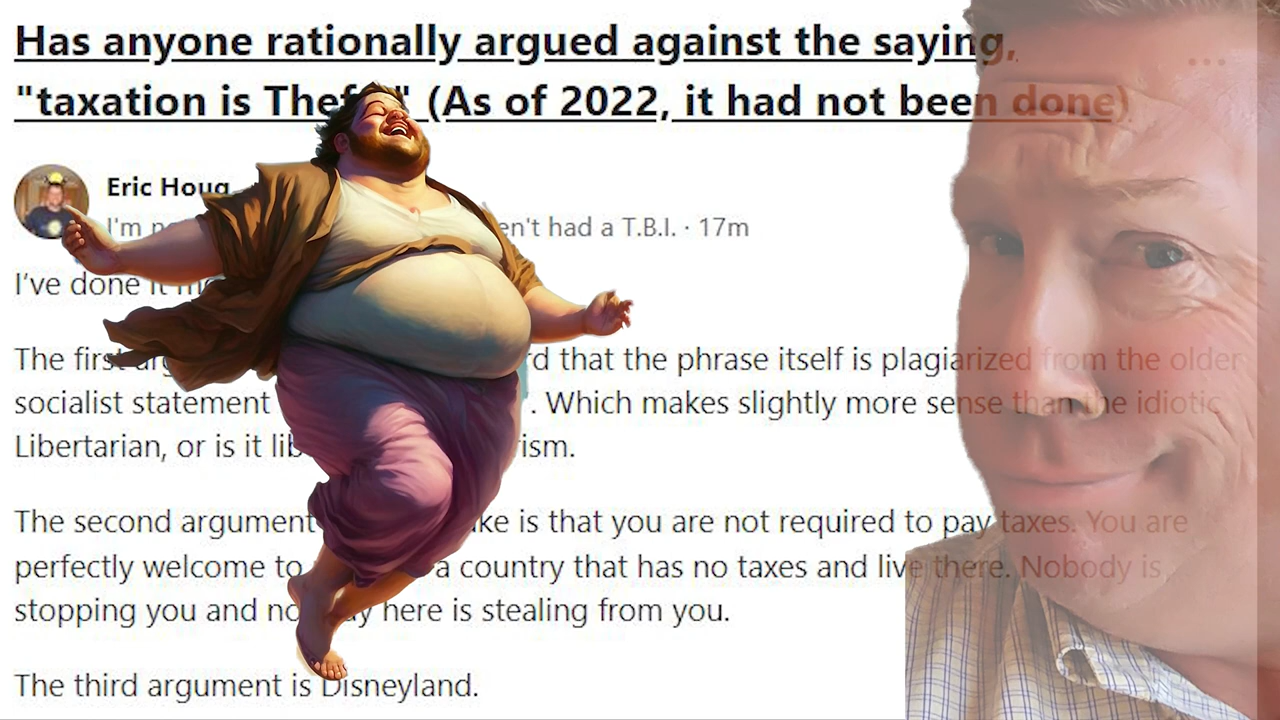 Has anyone rationally argued against the saying,
"taxation is Theft" (As of 2022, it had not been done)
Eric Houg
I'm en't had a T.B.I. · 17m
I've done it
The first rd that the phrase itself is plagiarized from the older
socialist statement . Which makes slightly more sense than the idiotic
Libertarian, or is it lib ism.
The second argument ke is that you are not required to pay taxes. You are
perfectly welcome to a country that has no taxes and live there. Nobody is
stopping you and no dy here is stealing from you.
The third argument is Disneyland.